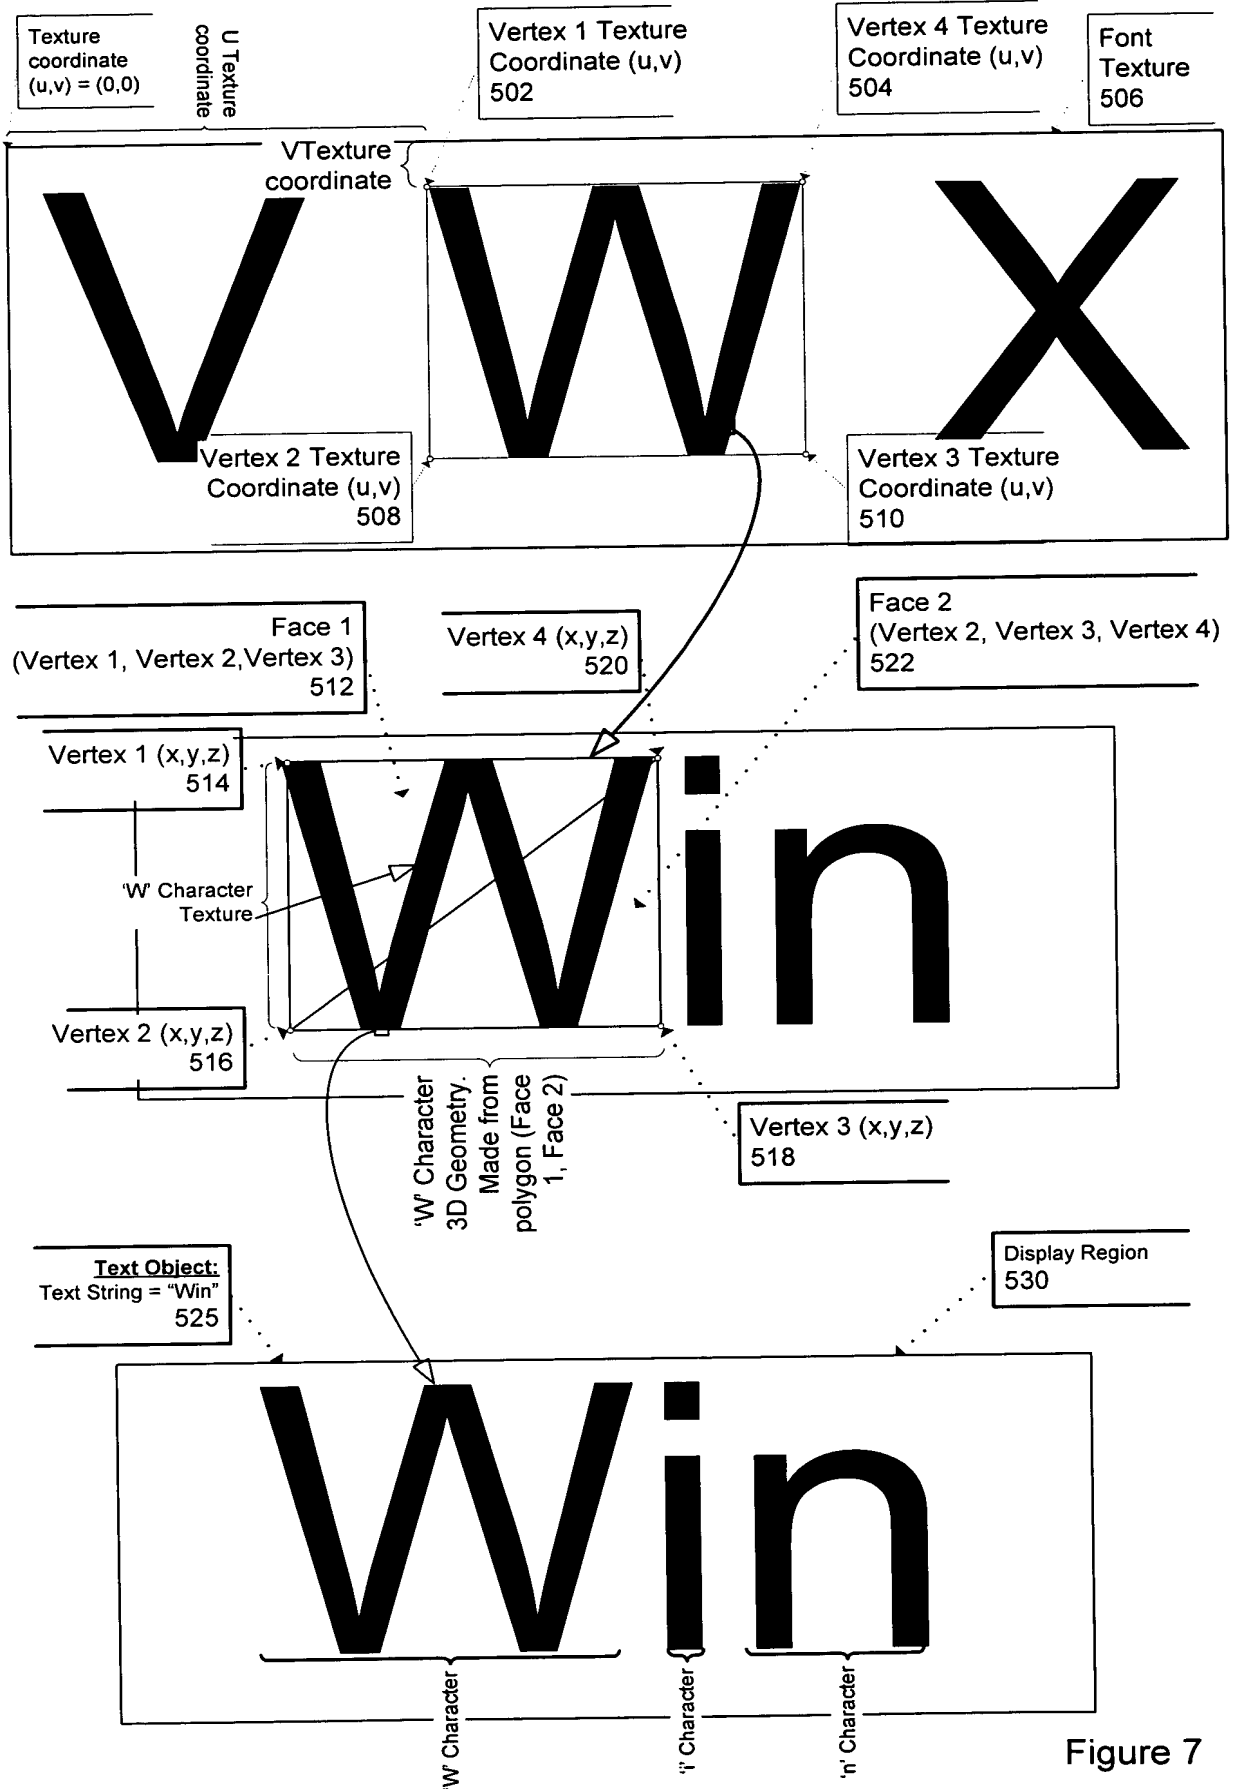 Texture
coordinate
(u,v) = (0,0)
U Texture
coordinate
Vertex 1 Texture
Coordinate (u,v)
502
Vertex 4 Texture
Coordinate (u,v)
504
Font
Texture
506
VTexture
coordinate
V W X
Vertex 2 Texture
Coordinate (u,v)
508
Vertex 3 Texture
Coordinate (u,v)
510
Face 1
(Vertex 1, Vertex 2,Vertex 3)
512
Vertex 4 (x,y,z)
520
Face 2
(Vertex 2, Vertex 3, Vertex 4)
522
Vertex 1 (x,y,z)
514
Win
'W' Character
Texture
Vertex 2 (x,y,z)
516
'W' Character
3D Geometry.
Made from
polygon (Face
1, Face 2)
Vertex 3 (x,y,z)
518
Text Object:
Text String = “Win”
525
Display Region
530
Win
'W' Character
'i' Character
'n' Character
Figure 7